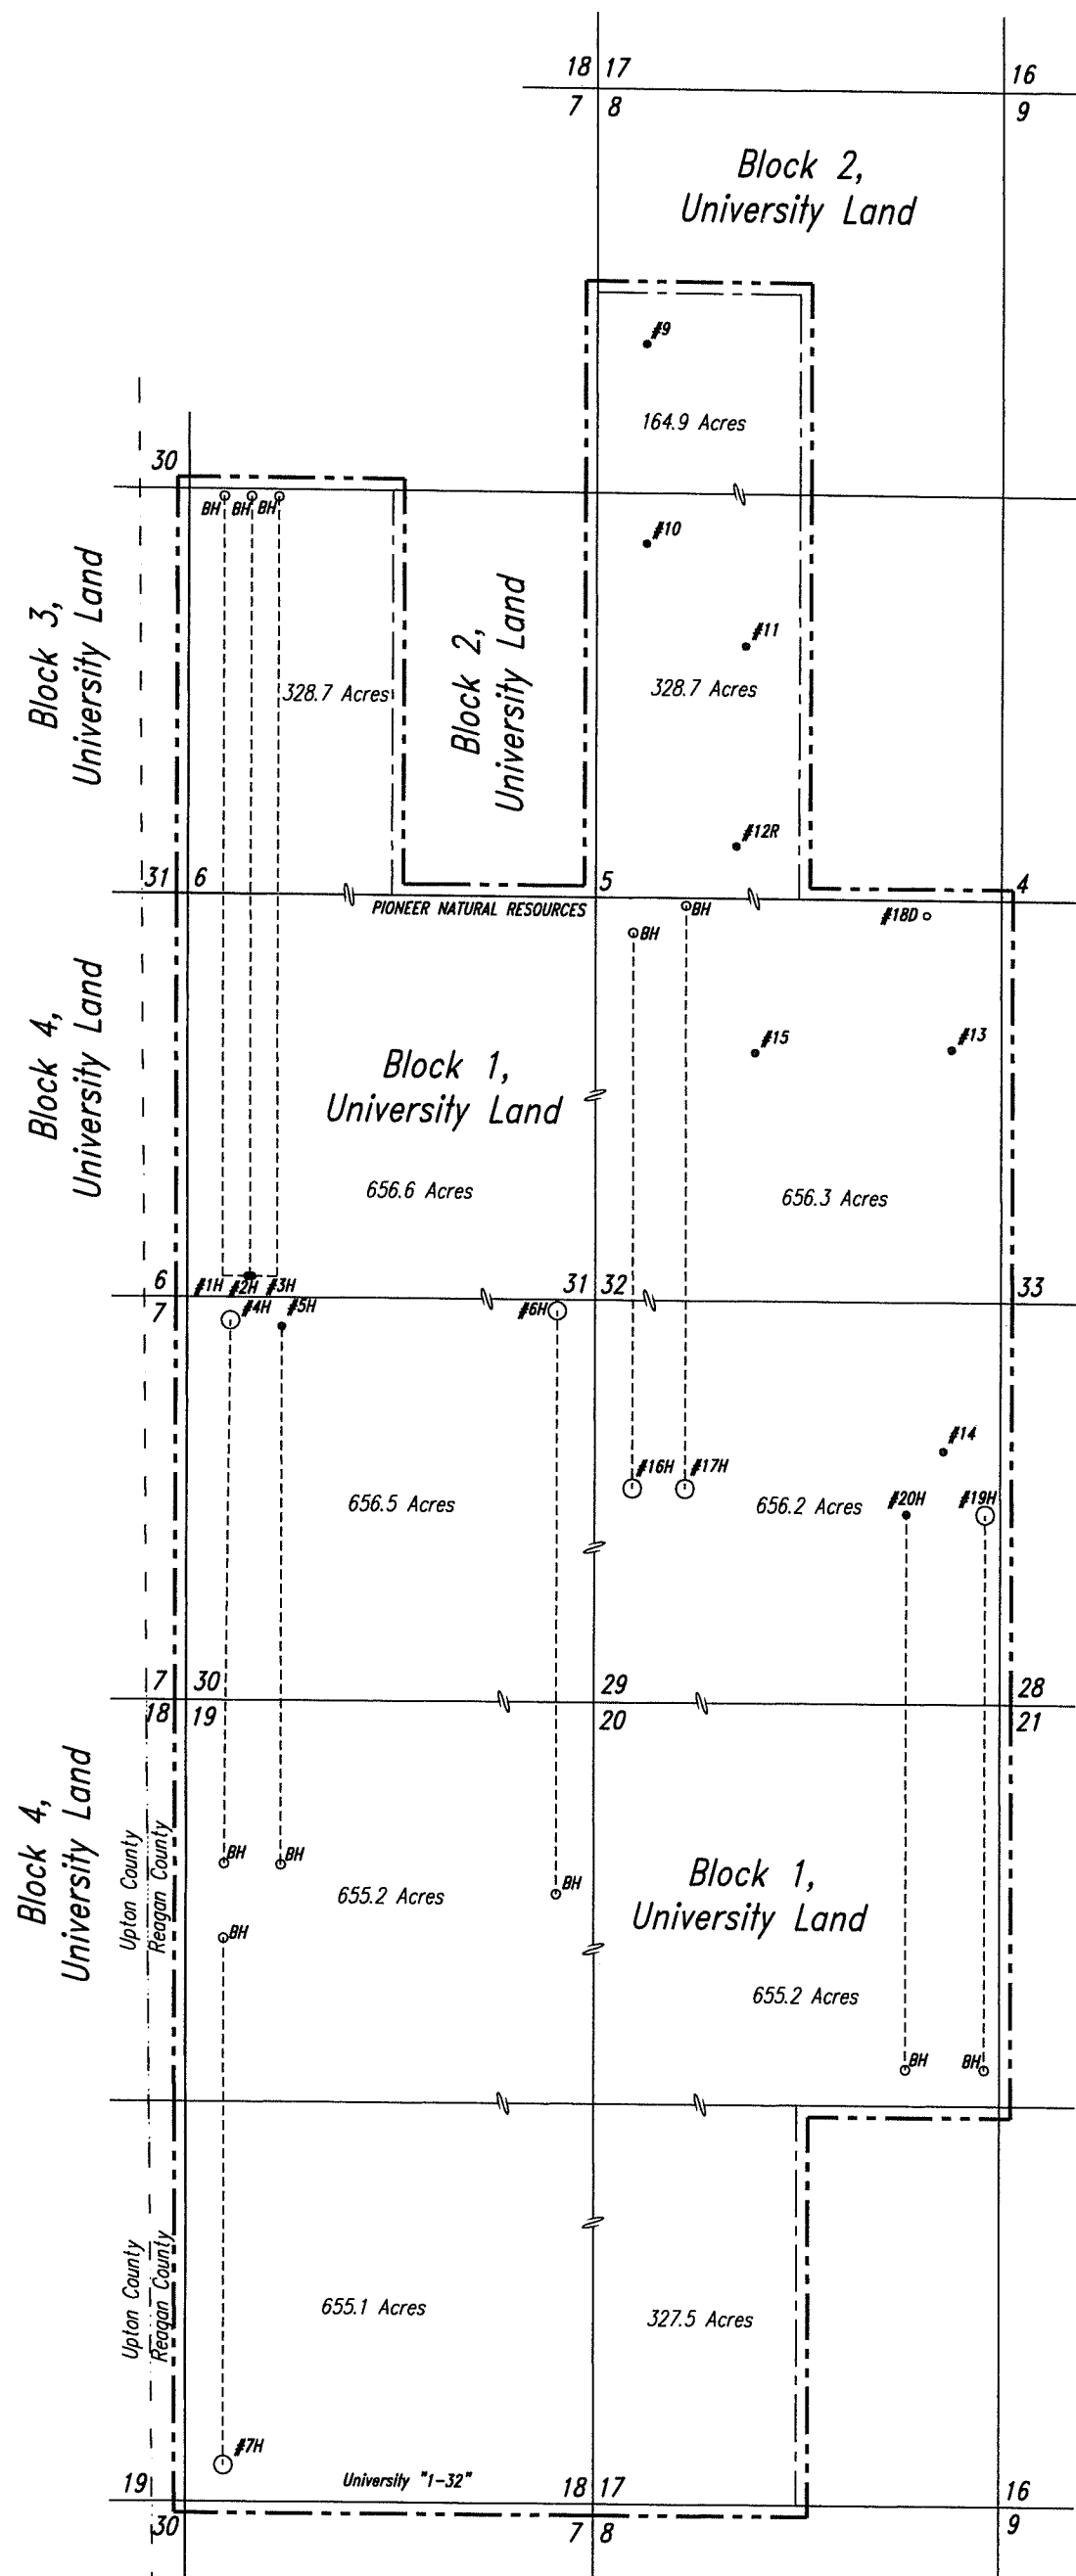 18 17
16
7 8
9
Block 2,
University Land
#9
164.9 Acres
30
BH BH BH
#10
Block 3,
University Land
Block 2,
University Land
#11
328.7 Acres
328.7 Acres
#12R
31 6
5
4
PIONEER NATURAL RESOURCES
BH
#18D
BH
Block 4,
University Land
#15
#13
Block 1,
University Land
656.6 Acres
656.3 Acres
6
#1H #2H #3H
31 32
33
7
#4H #5H
#6H
#14
#16H #17H
656.5 Acres
656.2 Acres
#20H #19H
7 30
29
28
18 19
20
21
Block 4,
University Land
Upton County
Reagan County
BH BH
Block 1,
University Land
655.2 Acres
BH
BH
655.2 Acres
BH BH
Upton County
Reagan County
655.1 Acres
327.5 Acres
#7H
University "1-32"
19
18 17
16
30
7 8
9